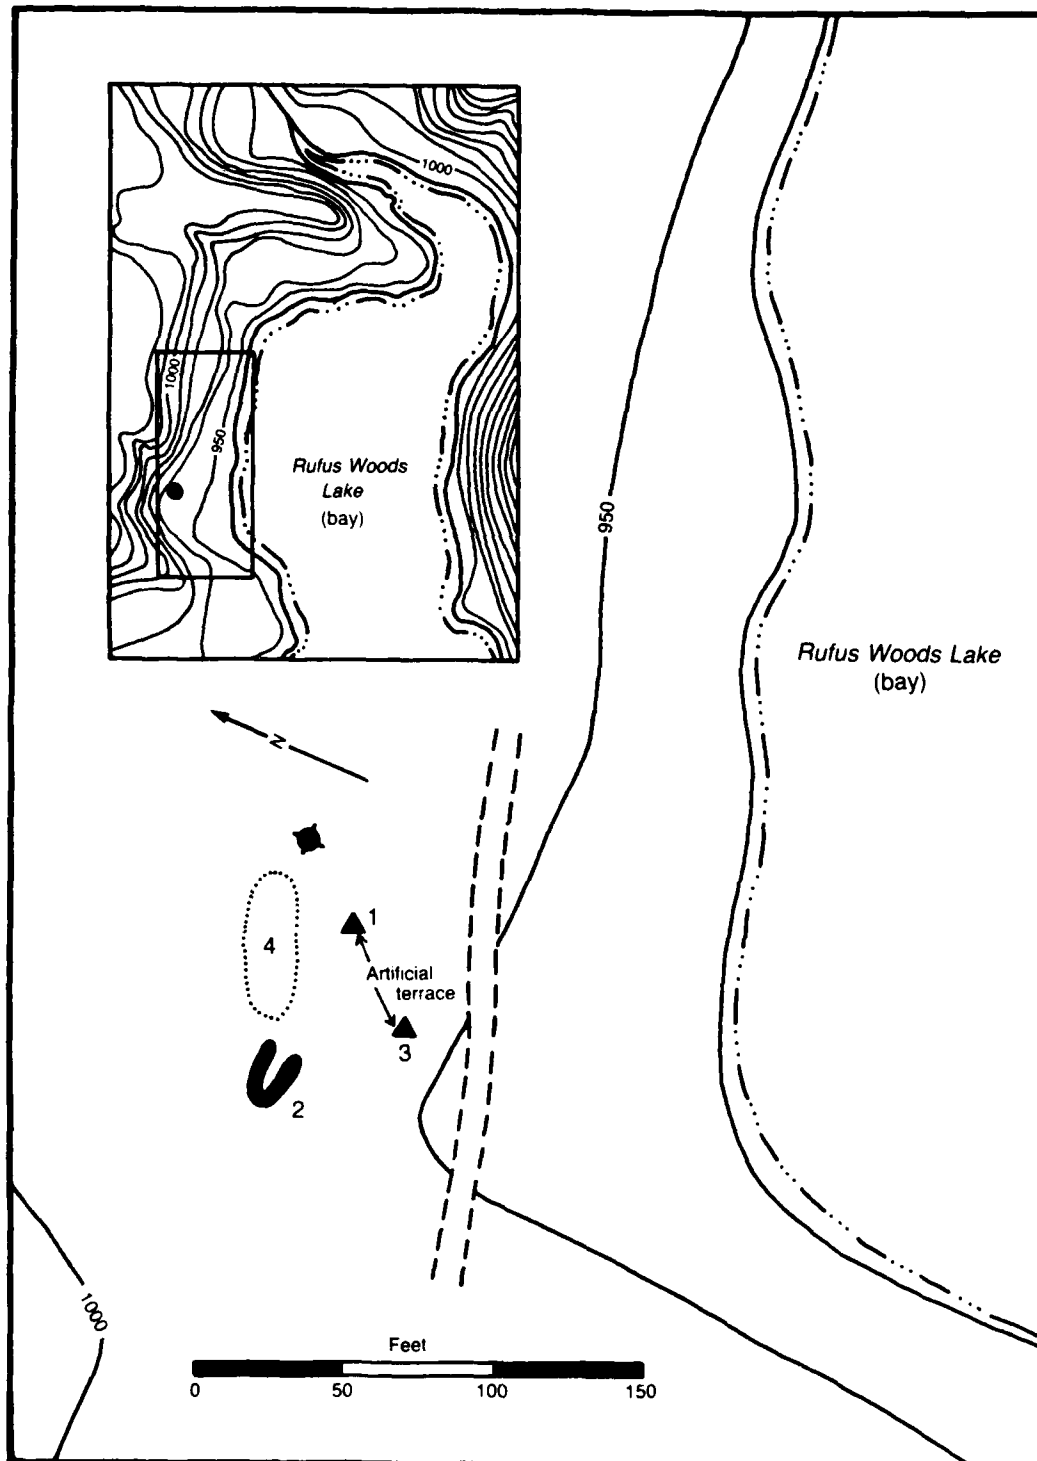 1000
1000
950
Rufus Woods
Lake
(bay)
950
Rufus Woods Lake
(bay)
N
1
4
Artificial
terrace
3
2
1000
Feet
0 50 100 150